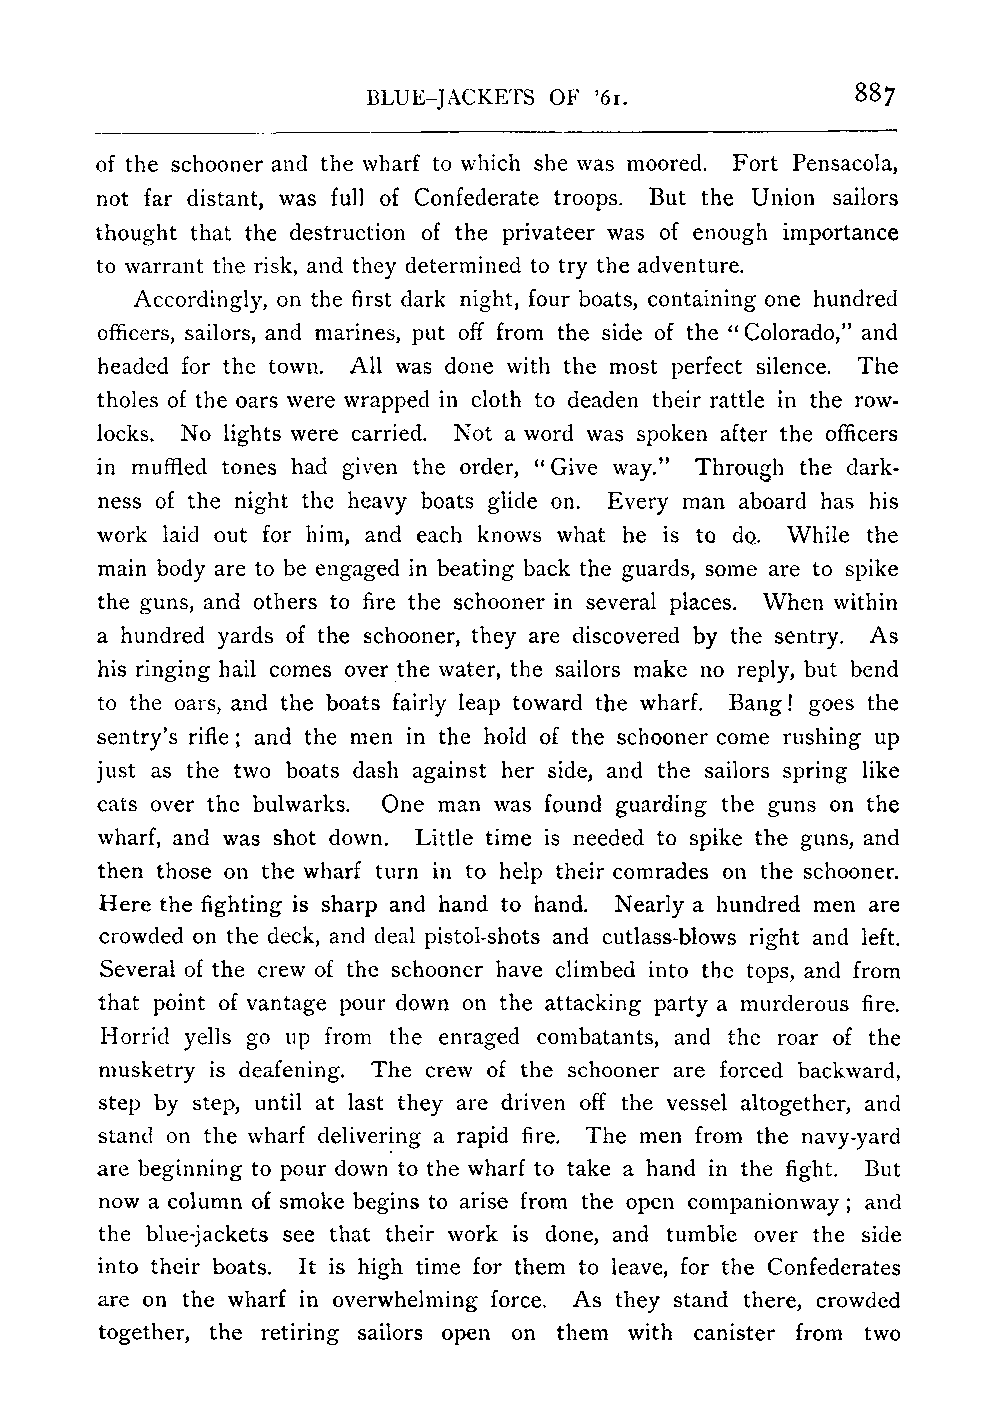 BLUE-JACKETS OF '61. 887
of the schooner and the wharf to which she was moored. Fort Pensacola,
not far distant, was full of Confederate troops. But the Union sailors
thought that the destruction of the privateer was of enough importance
to warrant the risk, and they determined to try the adventure.
Accordingly, on the first dark night, four boats, containing one hundred
officers, sailors, and marines, put off from the side of the "Colorado," and
headed for the town. All was done with the most perfect silence. The
tholes of the oars were wrapped in cloth to deaden their rattle in the row-
locks. No lights were carried. Not a word was spoken after the officers
in muffled tones had given the order, "Give way." Through the dark-
ness of the night the heavy boats glide on. Every man aboard has his
work laid out for him, and each knows what he is to do. While the
main body are to be engaged in beating back the guards, some are to spike
the guns, and others to fire the schooner in several places. When within
a hundred yards of the schooner, they are discovered by the sentry. As
his ringing hail comes over the water, the sailors make no reply, but bend
to the oars, and the boats fairly leap toward the wharf. Bang! goes the
sentry's rifle; and the men in the hold of the schooner come rushing up
just as the two boats dash against her side, and the sailors spring like
cats over the bulwarks. One man was found guarding the guns on the
wharf, and was shot down. Little time is needed to spike the guns, and
then those on the wharf turn in to help their comrades on the schooner.
Here the fighting is sharp and hand to hand. Nearly a hundred men are
crowded on the deck, and deal pistol-shots and cutlass-blows right and left.
Several of the crew of the schooner have climbed into the tops, and from
that point of vantage pour down on the attacking party a murderous fire.
Horrid yells go up from the enraged combatants, and the roar of the
musketry is deafening. The crew of the schooner are forced backward,
step by step, until at last they are driven off the vessel altogether, and
stand on the wharf delivering a rapid fire. The men from the navy-yard
are beginning to pour down to the wharf to take a hand in the fight. But
now a column of smoke begins to arise from the open companionway; and
the blue-jackets see that their work is done, and tumble over the side
into their boats. It is high time for them to leave, for the Confederates
are on the wharf in overwhelming force. As they stand there, crowded
together, the retiring sailors open on them with canister from two